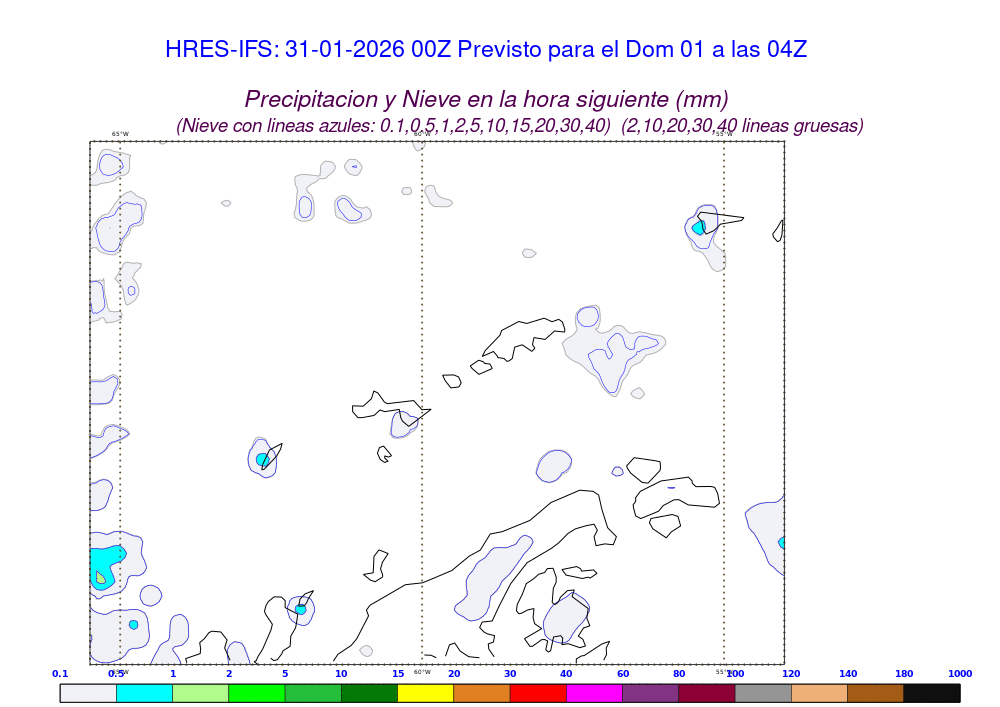 HRES-IFS: 31-01-2026 00Z Previsto para el Dom 01 a las 04Z
Precipitacion y Nieve en la hora siguiente (mm)
(Nieve con lineas azules: 0.1,0.5,1,2,5,10,15,20,30,40)  (2,10,20,30,40 lineas gruesas)
65°W 60°W 55°W
65°W 60°W 55°W
0.1 0.5 1 2 5 10 15 20 30 40 60 80 100 120 140 180 1000